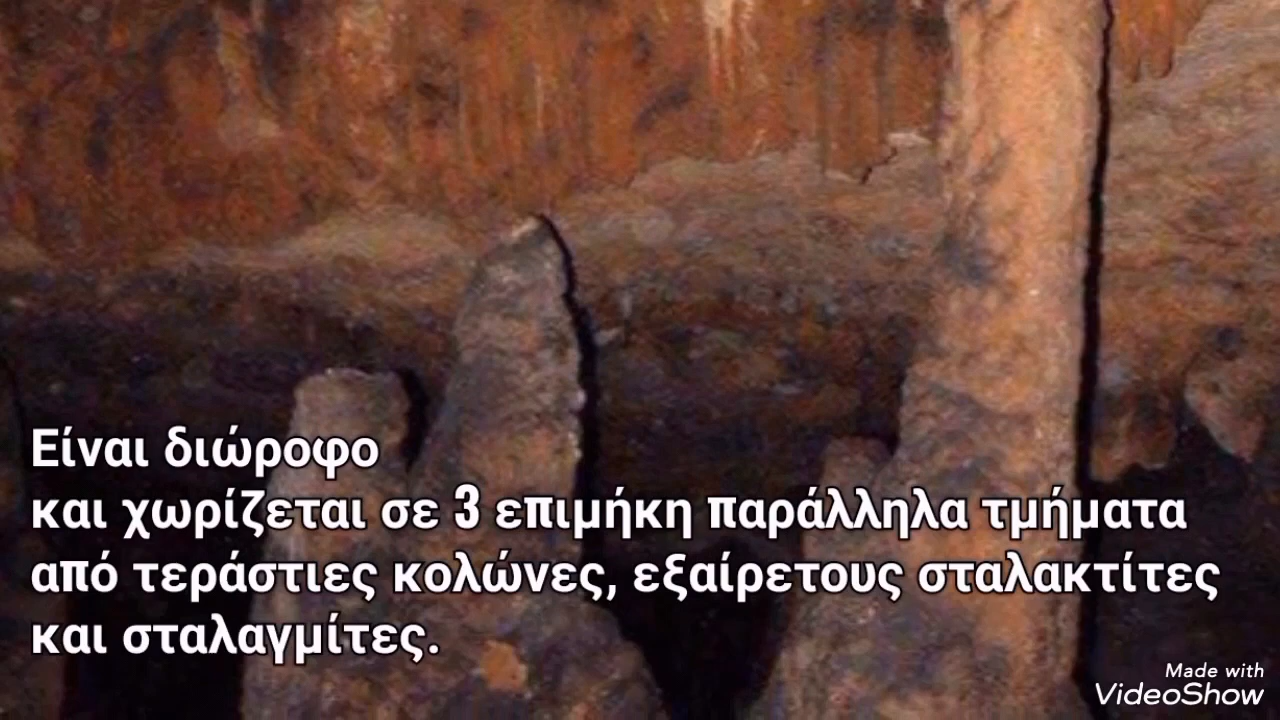 Είναι διώροφο
και χωρίζεται σε 3 επιμήκη παράλληλα τμήματα
από τεράστιες κολώνες, εξαίρετους σταλακτίτες
και σταλαγμίτες.
Made with
VideoShow